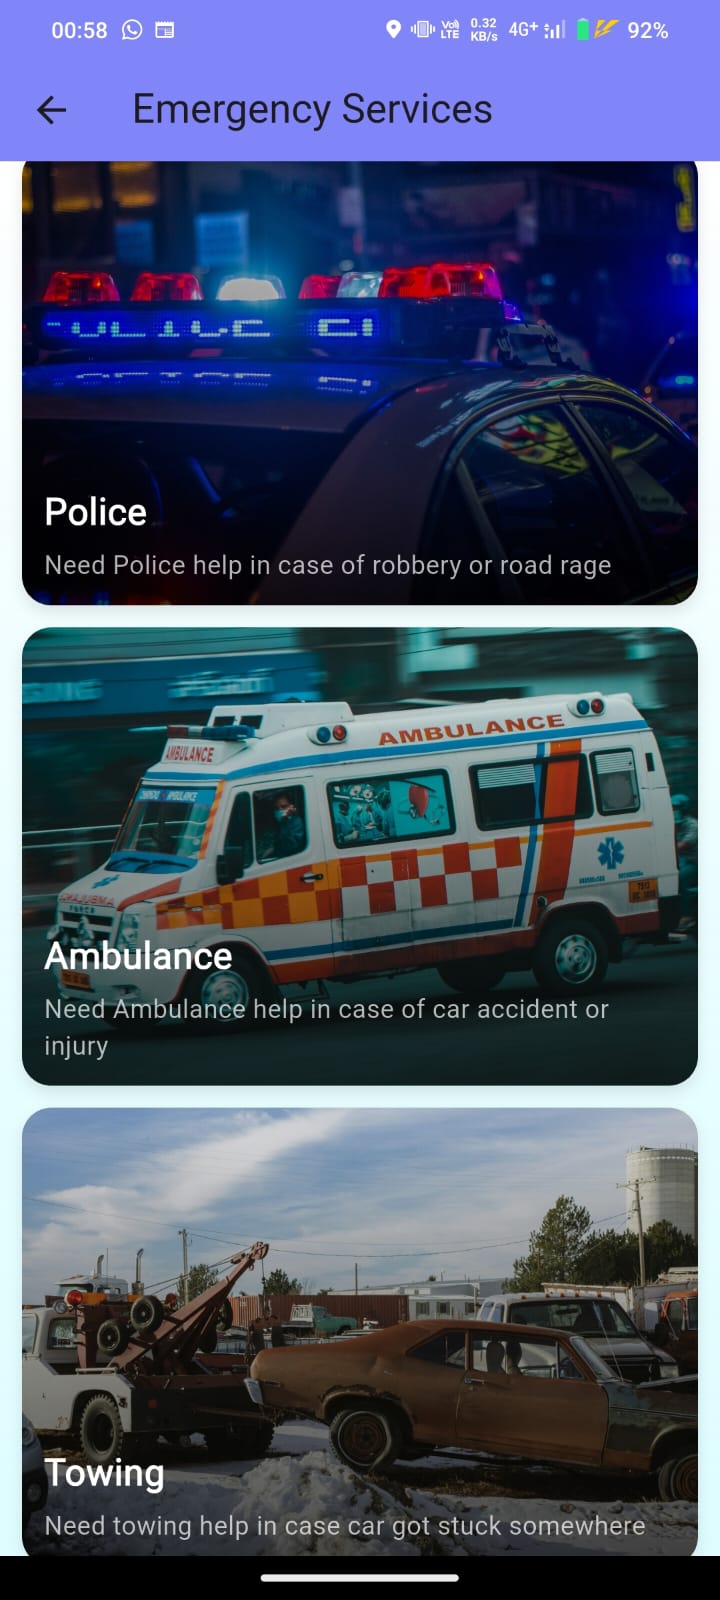 00:58
Vo)) LTE
0.32 KB/s
4G+
92%
Emergency Services
Police
Need Police help in case of robbery or road rage
AMBULANCE
AMBULANCE
Ambulance
Need Ambulance help in case of car accident or
injury
Towing
Need towing help in case car got stuck somewhere